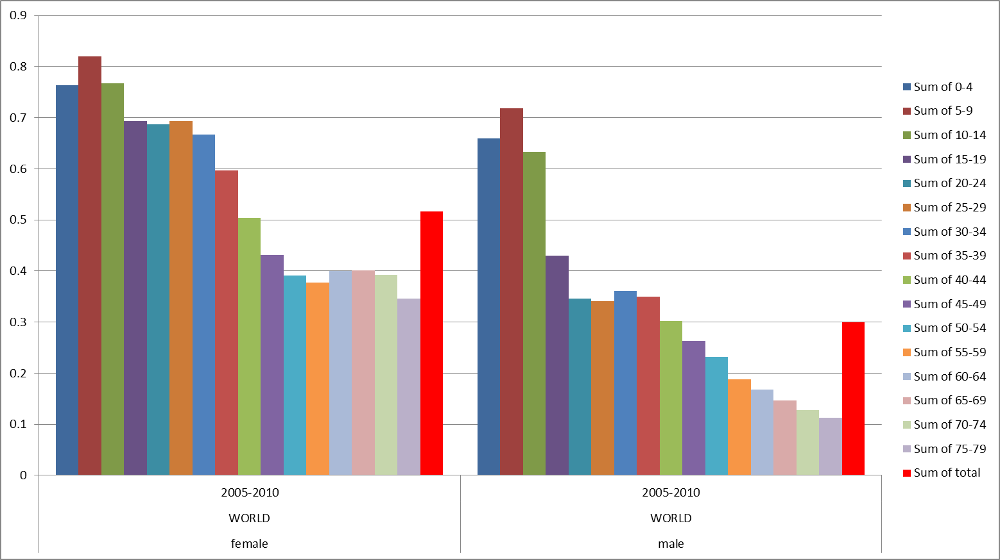 0.9
0.8
0.7
0.6
0.5
0.4
0.3
0.2
0.1
0
2005-2010
2005-2010
WORLD
WORLD
female
male
Sum of 0-4
Sum of 5-9
Sum of 10-14
Sum of 15-19
Sum of 20-24
Sum of 25-29
Sum of 30-34
Sum of 35-39
Sum of 40-44
Sum of 45-49
Sum of 50-54
Sum of 55-59
Sum of 60-64
Sum of 65-69
Sum of 70-74
Sum of 75-79
Sum of total